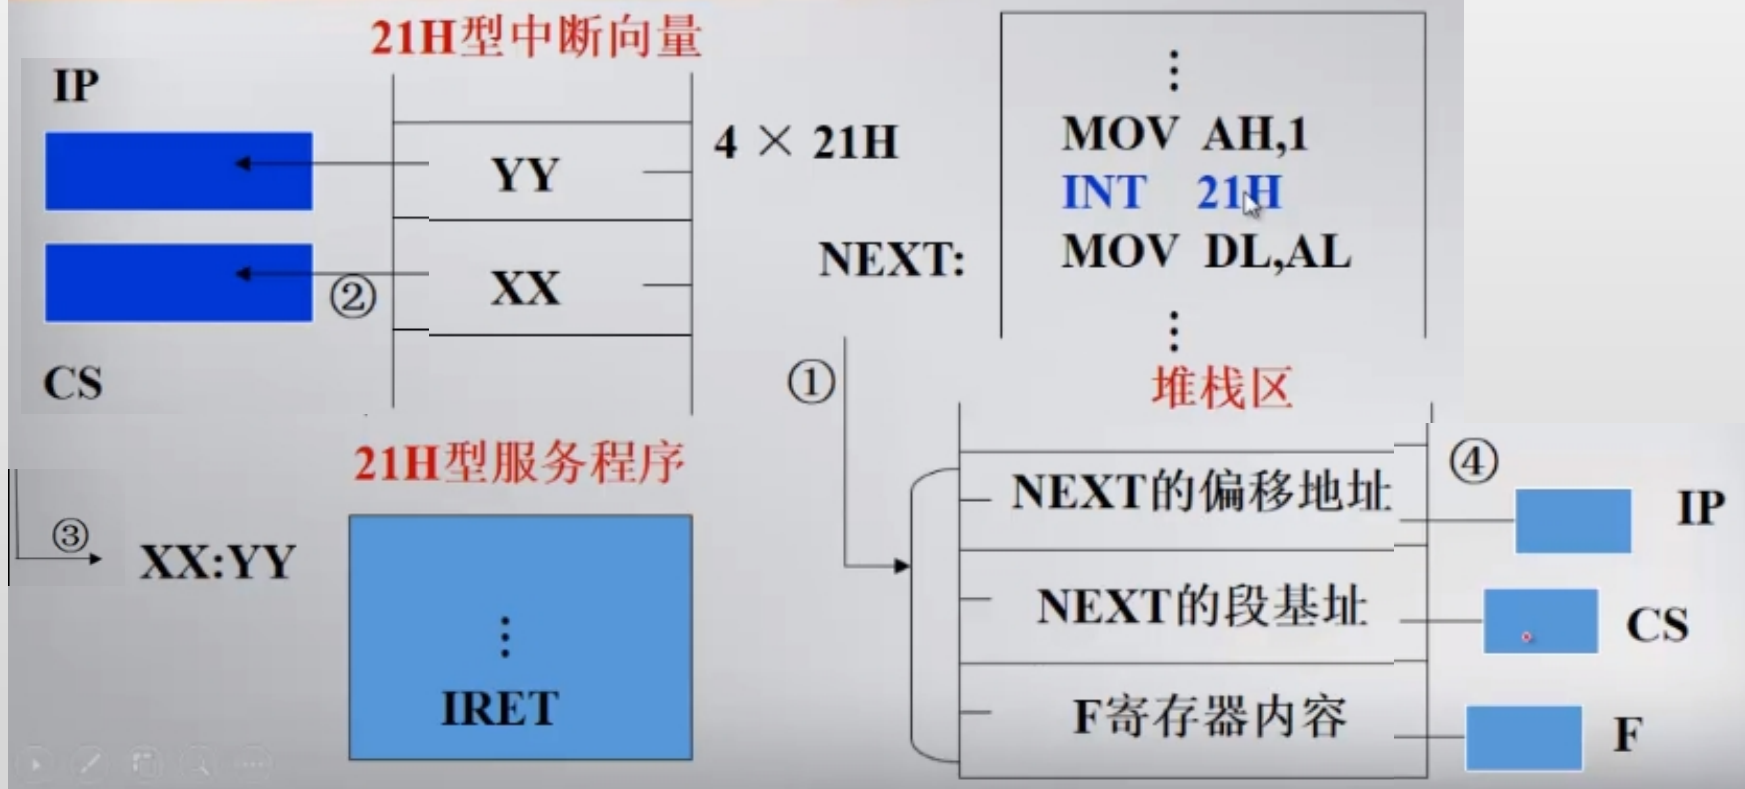 21H型中断向量
IP
YY
4 × 21H
XX
②
CS
⋮
MOV AH,1
INT 21H
NEXT: MOV DL,AL
⋮
①
堆栈区
NEXT的偏移地址
④
IP
NEXT的段基址
CS
F寄存器内容
F
21H型服务程序
③
XX:YY
⋮
IRET